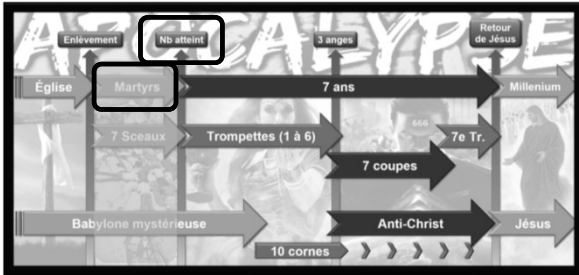 APOCALYPSE
Enlèvement
Nb atteint
3 anges
Retour
de Jésus
Église
Martyrs
7 ans
Millenium
7 Sceaux
Trompettes (1 à 6)
666
7e Tr.
7 coupes
Babylone mystérieuse
Anti-Christ
Jésus
10 cornes